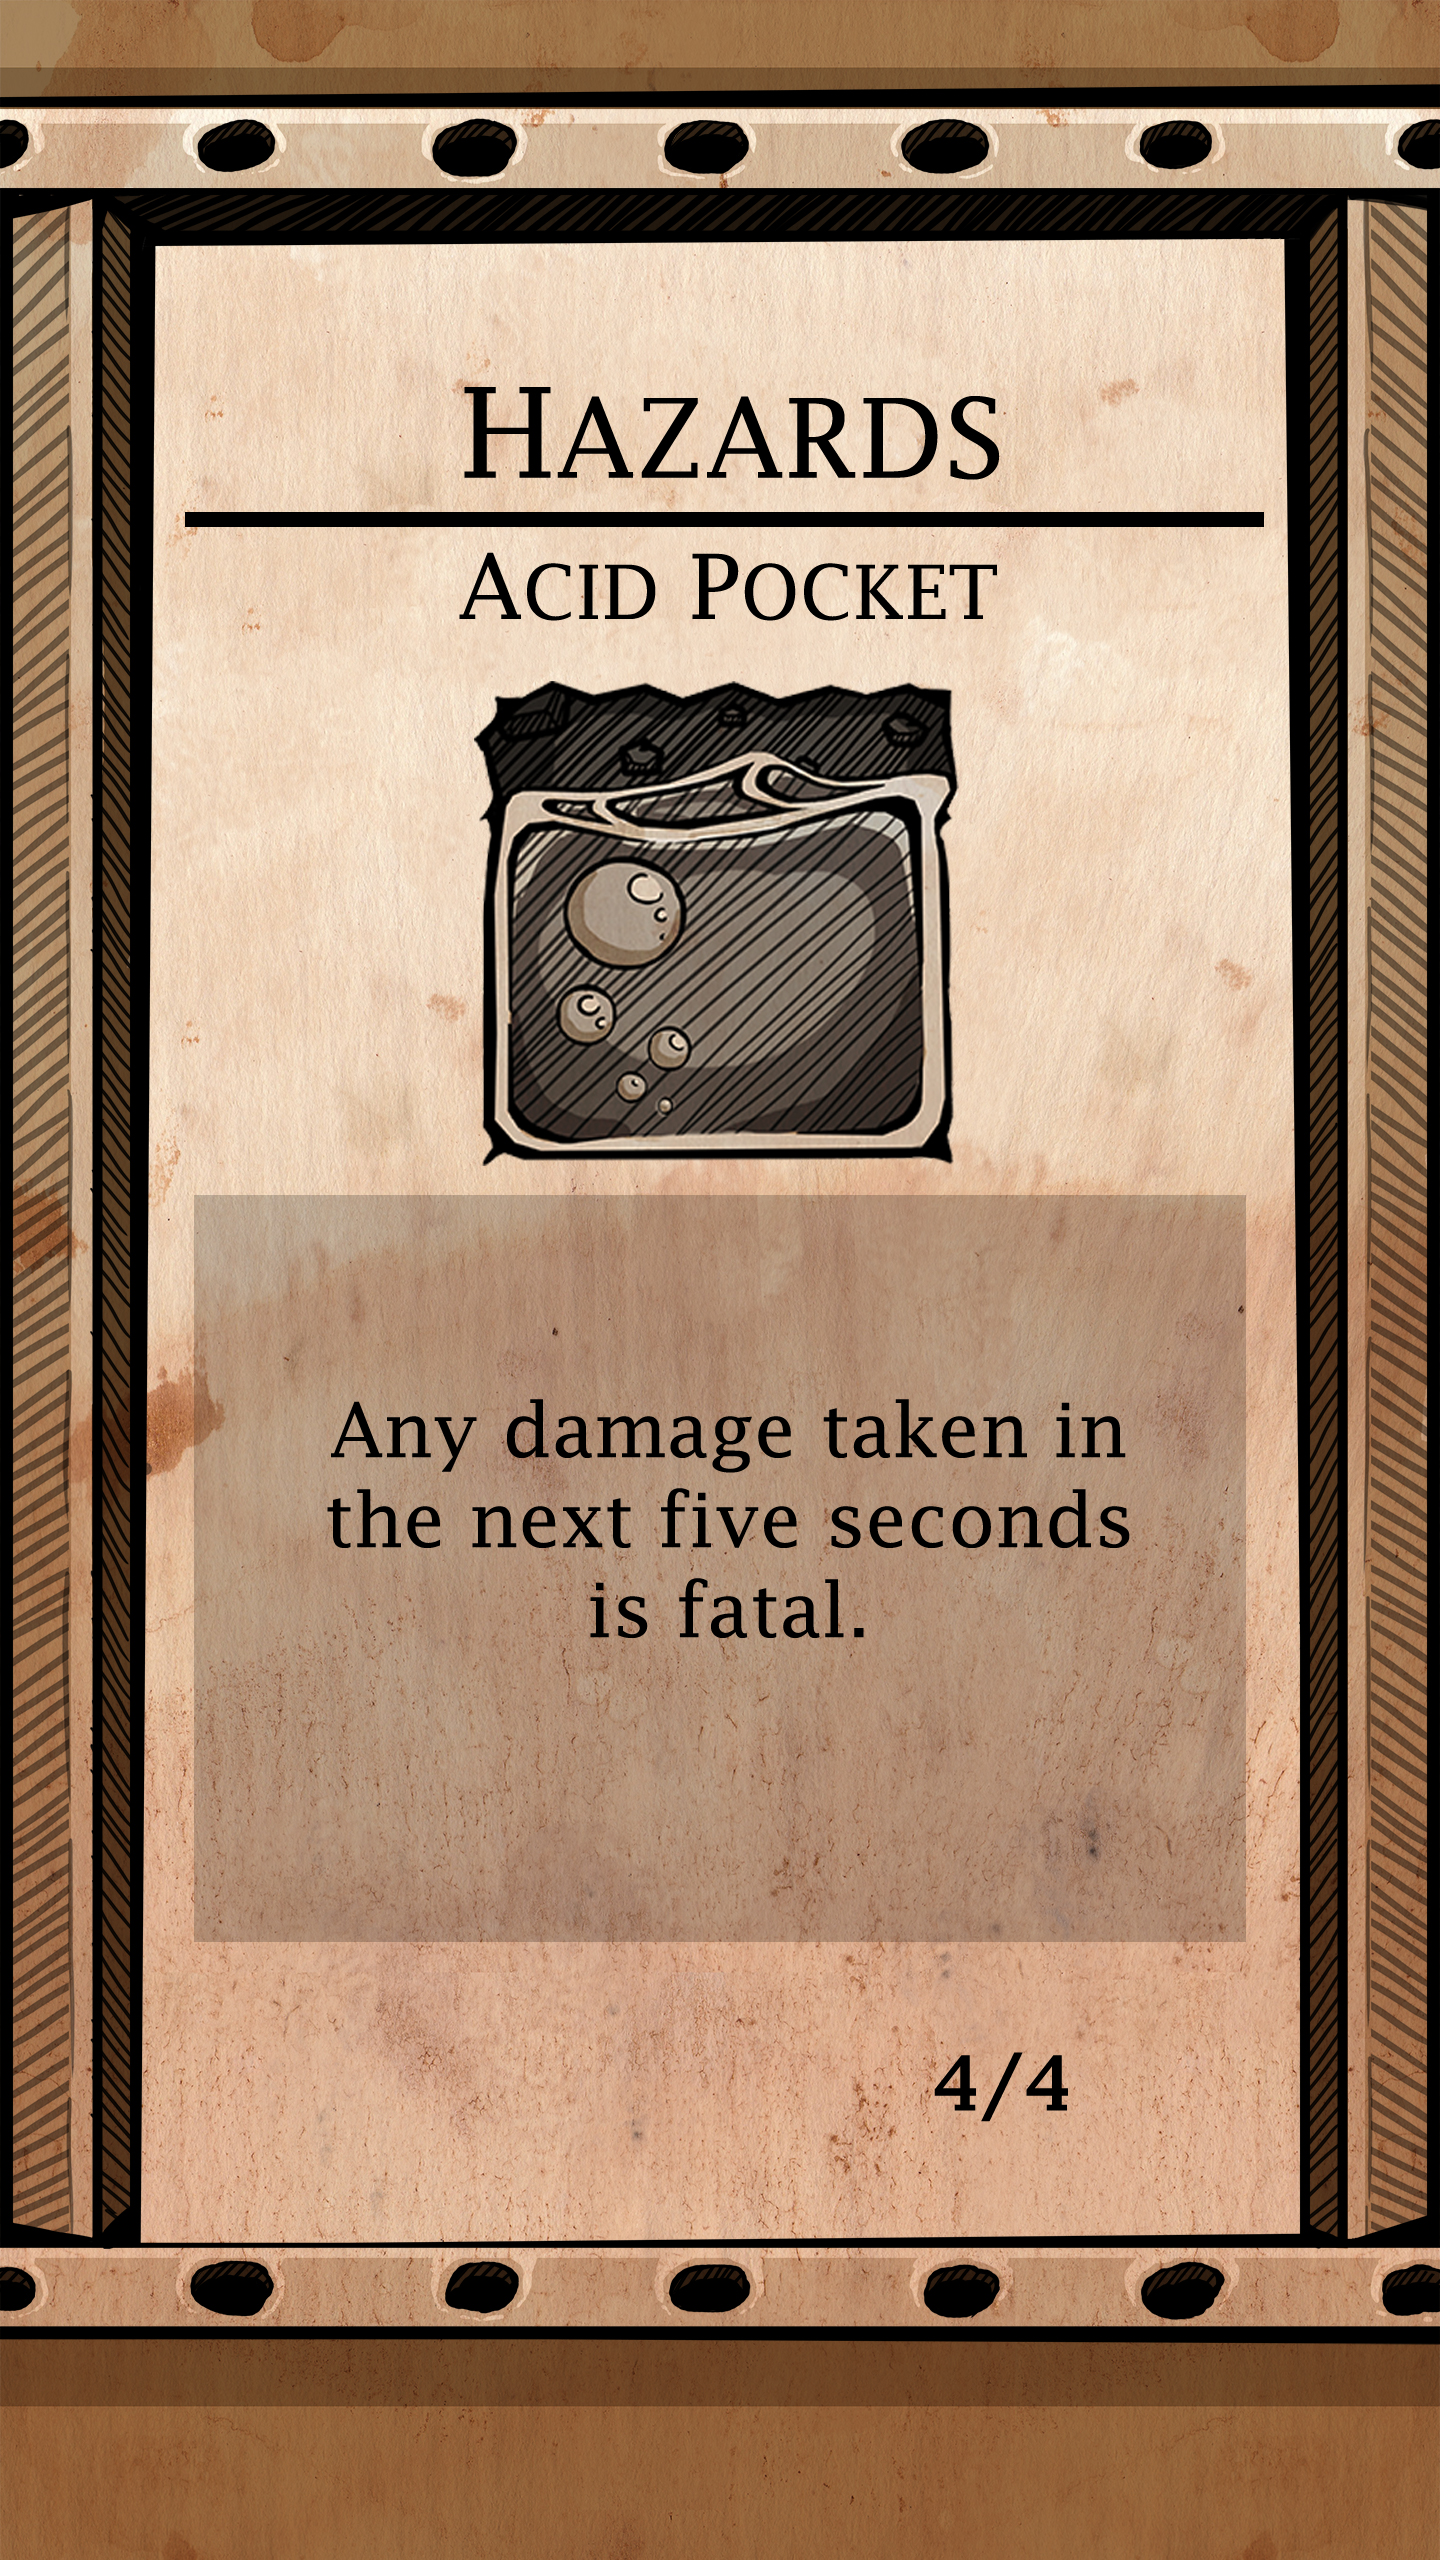 Hazards
Acid Pocket
Any damage taken in
the next five seconds
is fatal.
4/4